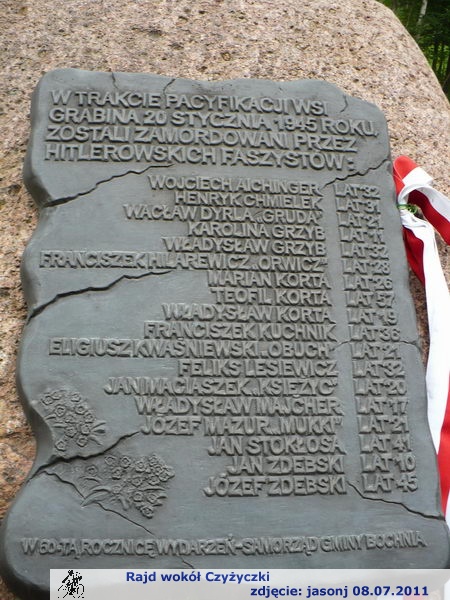 W TRAKCIE PACYFIKACJI WSI
GRABINA 20 STYCZNIA 1945 ROKU,
ZOSTALI ZAMORDOWANI PRZEZ
HITLEROWSKICH FASZYSTÓW:
WOJCIECH AICHINGER LAT 32
HENRYK CHMIELEK LAT 31
WACŁAW DYRLA „GRUDA" LAT 21
KAROLINA GRZYB LAT
WŁADYSŁAW GRZYB LAT 32
FRANCISZEK HILAREWICZ „ORWICZ" LAT 28
MARIAN KORTA LAT 26
TEOFIL KORTA LAT 57
WŁADYSŁAW KORTA LAT 49
FRANCISZEK KUCHNIK LAT 36
ELIGIUSZ KWAŚNIEWSKI „OBUCH" LAT 21
FELIKS LESIEWICZ LAT 32
JAN MACIASZEK „KSIĘŻYC" LAT 20
WŁADYSŁAW MAJCHER LAT 17
JÓZEF MAZUR „MUKKI" LAT 21
JAN STOKŁOSA LAT 41
JAN ZDEBSKI LAT 10
JÓZEF ZDEBSKI LAT 45
W 60-TĄ ROCZNICĘ WYDARZEŃ-SAMORZĄD GMINY BOCHNIA
Rajd wokół Czyżyczki
zdjęcie: jasonj 08.07.2011